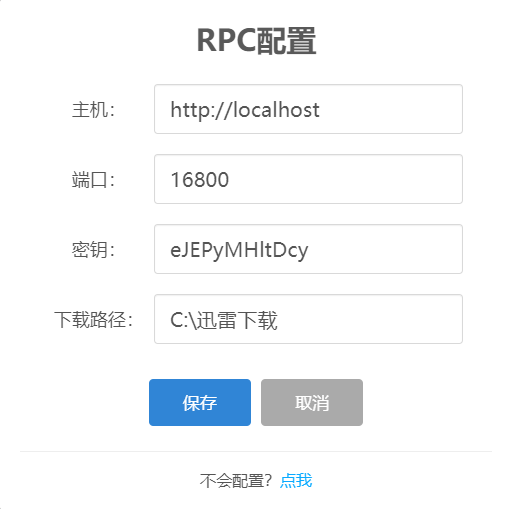 RPC配置
主机： http://localhost
端口： 16800
密钥： eJEPyMHltDcy
下载路径： C:\迅雷下载
保存 取消
不会配置？点我